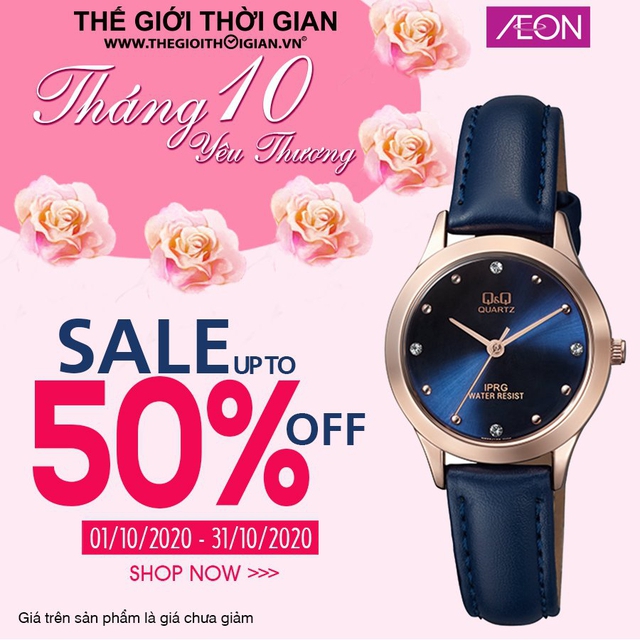 THẾ GIỚI THỜI GIAN
WWW.THEGIOITHOIGIAN.VN®
ÆON
Tháng 10
Yêu Thương
SALE UP TO
50% OFF
01/10/2020 - 31/10/2020
SHOP NOW >>>
Q&Q
QUARTZ
IPRG
WATER RESIST
Giá trên sản phẩm là giá chưa giảm